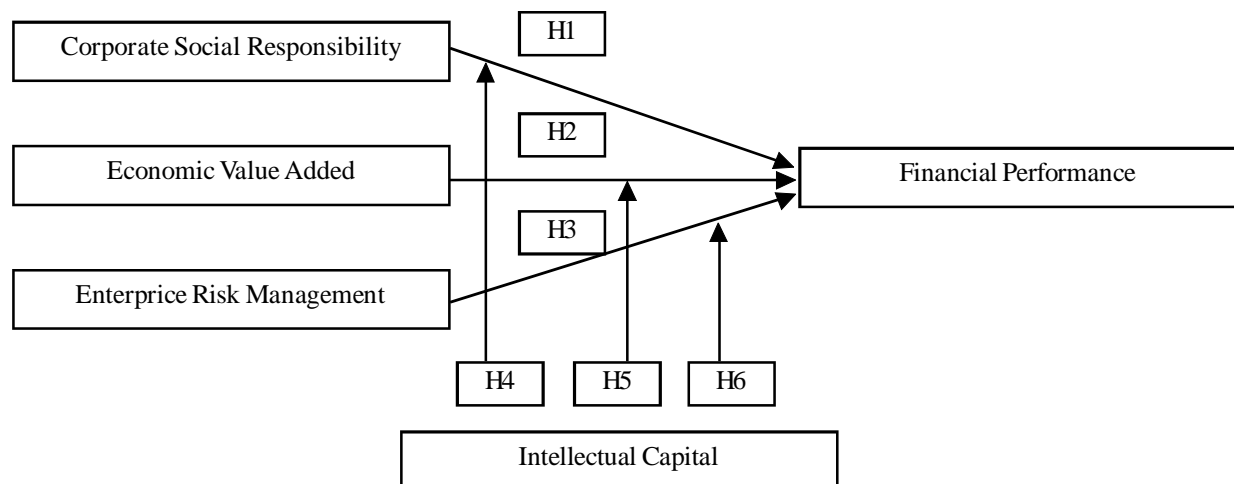 H1
Corporate Social Responsibility
H2
Economic Value Added
Financial Performance
H3
Enterprice Risk Management
H4
H5
H6
Intellectual Capital